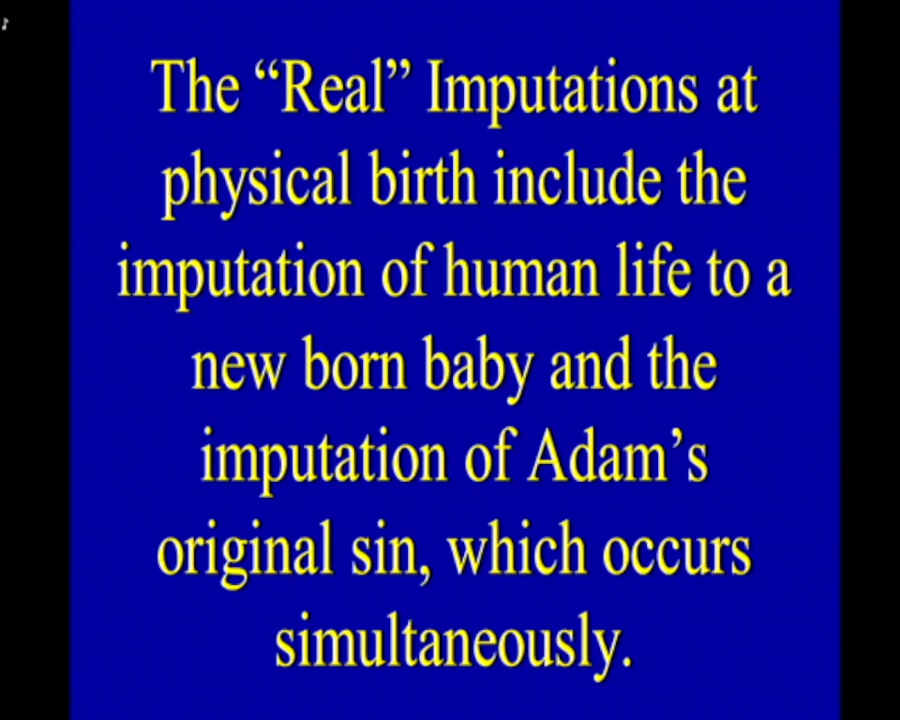 The “Real” Imputations at
physical birth include the
imputation of human life to a
new born baby and the
imputation of Adam’s
original sin, which occurs
simultaneously.